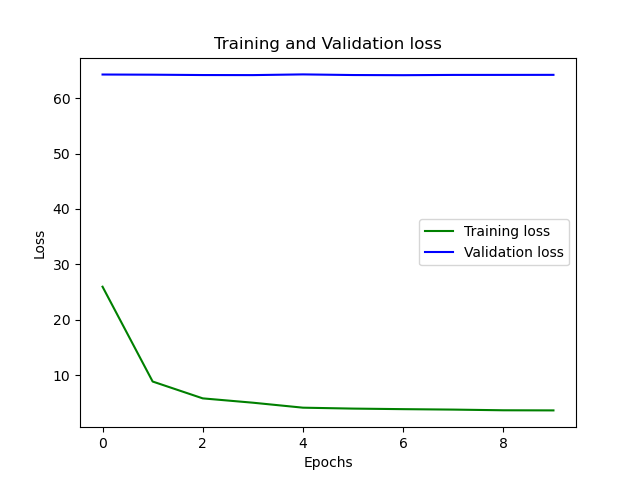 Training and Validation loss
Loss
60
50
40
30
20
10
Training loss
Validation loss
0 2 4 6 8
Epochs